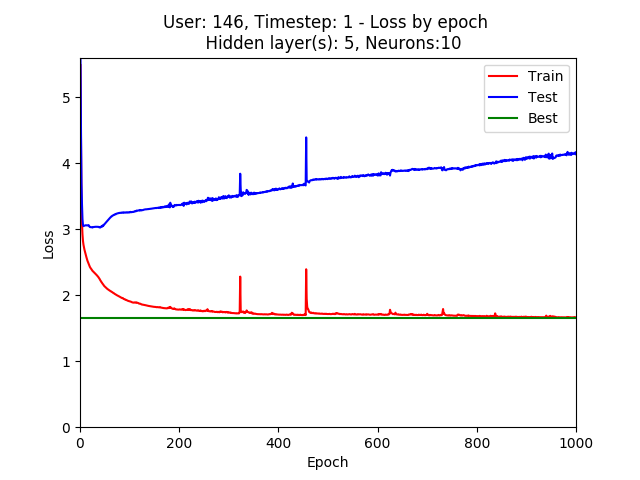 User: 146, Timestep: 1 - Loss by epoch
Hidden layer(s): 5, Neurons:10
Train
Test
Best
5
4
3
2
1
0
Loss
0 200 400 600 800 1000
Epoch